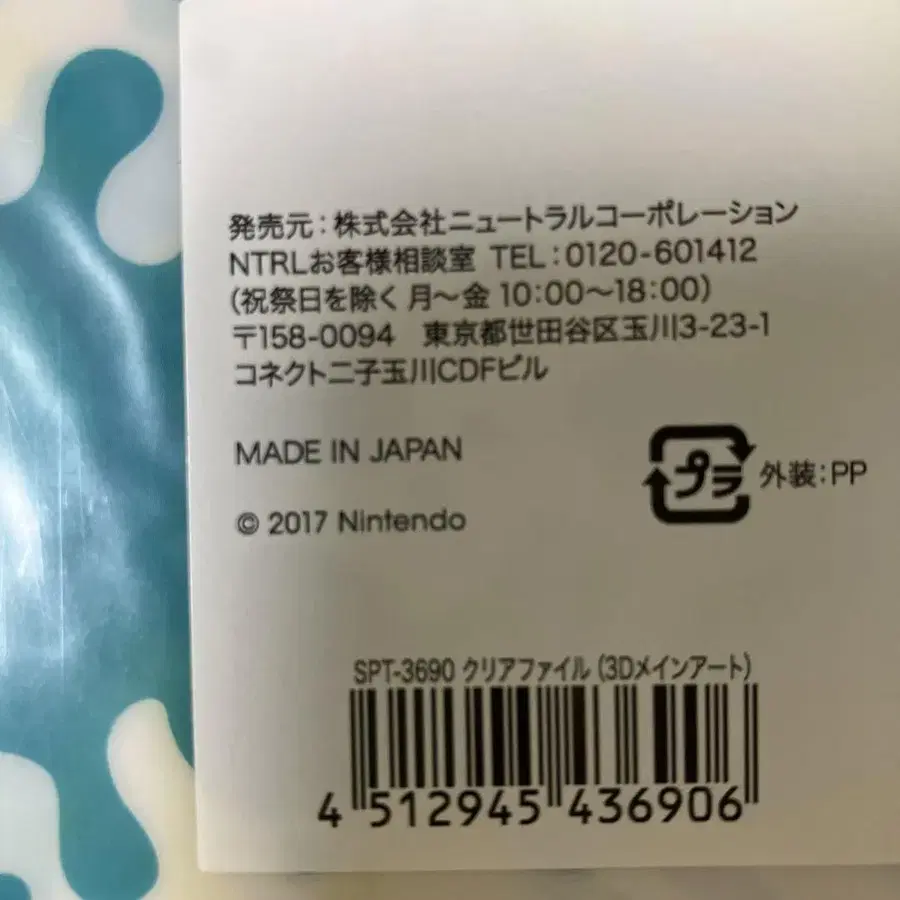 発売元：株式会社ニュートラルコーポレーション
NTRLお客様相談室 TEL：0120-601412
（祝祭日を除く 月〜金 10：00〜18：00）
〒158-0094 東京都世田谷区玉川3-23-1
コネクト二子玉川CDFビル
MADE IN JAPAN
プラ 外装：PP
© 2017 Nintendo
SPT-3690 クリアファイル（3Dメインアート）
4 512945 436906